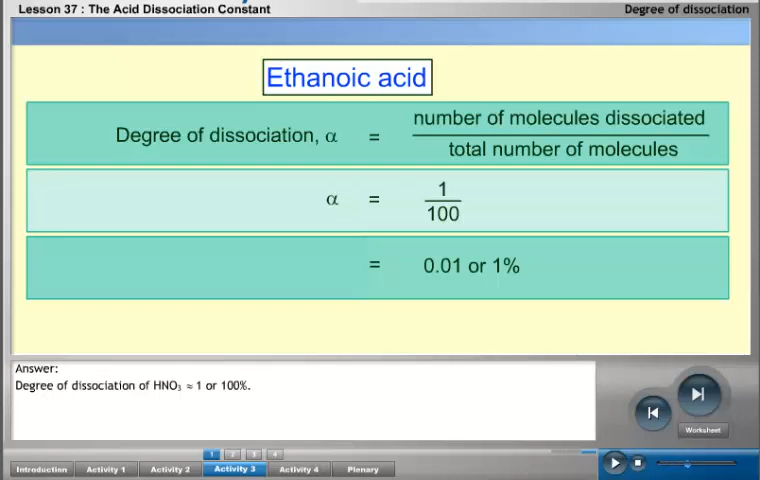 Lesson 37 : The Acid Dissociation Constant
Degree of dissociation
Ethanoic acid
Degree of dissociation, α = number of molecules dissociated
total number of molecules
α = 1
100
= 0.01 or 1%
Answer:
Degree of dissociation of HNO₃ ≈ 1 or 100%.
Worksheet
1 2 3 4
Introduction Activity 1 Activity 2 Activity 3 Activity 4 Plenary